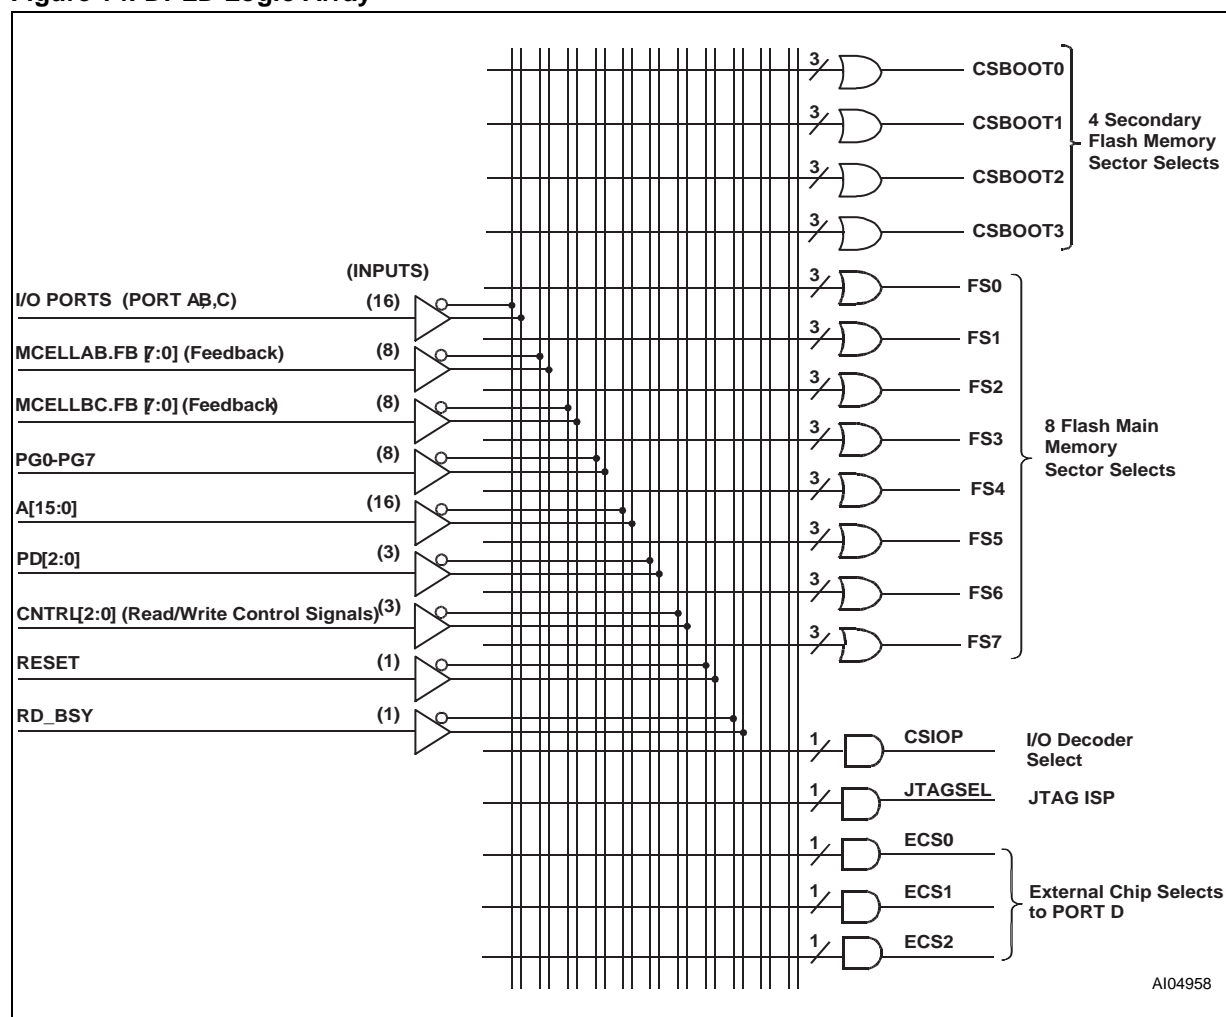 3 CSBOOT0
3 CSBOOT1
3 CSBOOT2
3 CSBOOT3
4 Secondary
Flash Memory
Sector Selects
(INPUTS)
I/O PORTS (PORT AB,C) (16)
MCELLAB.FB [7:0] (Feedback) (8)
MCELLBC.FB [7:0] (Feedback) (8)
PG0-PG7 (8)
A[15:0] (16)
PD[2:0] (3)
CNTRL[2:0] (Read/Write Control Signals) (3)
RESET (1)
RD_BSY (1)
3 FS0
3 FS1
3 FS2
3 FS3
3 FS4
3 FS5
3 FS6
3 FS7
8 Flash Main
Memory
Sector Selects
1 CSIOP
I/O Decoder
Select
1 JTAGSEL JTAG ISP
1 ECS0
1 ECS1
1 ECS2
External Chip Selects
to PORT D
AI04958